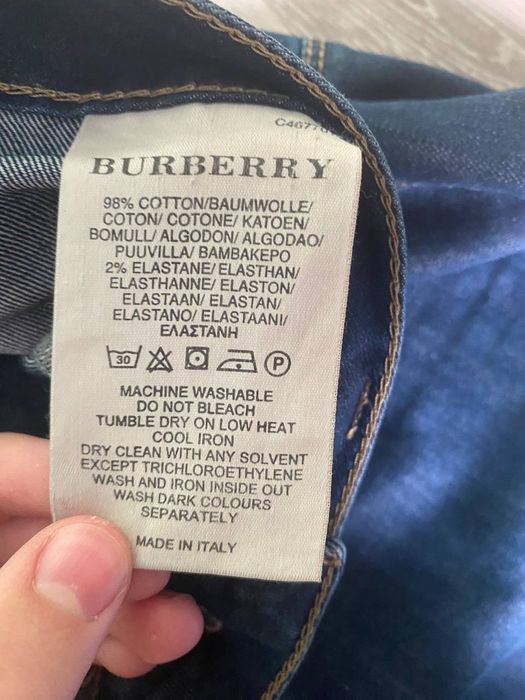 BURBERRY
98% COTTON/BAUMWOLLE/
COTON/ COTONE/ KATOEN/
BOMULL/ ALGODON/ ALGODAO/
PUUVILLA/ BAMBAKEPO
2% ELASTANE/ ELASTHAN/
ELASTHANNE/ ELASTON/
ELASTAAN/ ELASTAN/
ELASTANO/ ELASTAANI/
ΕΛΑΣΤΑΝΗ
30 P
MACHINE WASHABLE
DO NOT BLEACH
TUMBLE DRY ON LOW HEAT
COOL IRON
DRY CLEAN WITH ANY SOLVENT
EXCEPT TRICHLOROETHYLENE
WASH AND IRON INSIDE OUT
WASH DARK COLOURS
SEPARATELY
MADE IN ITALY